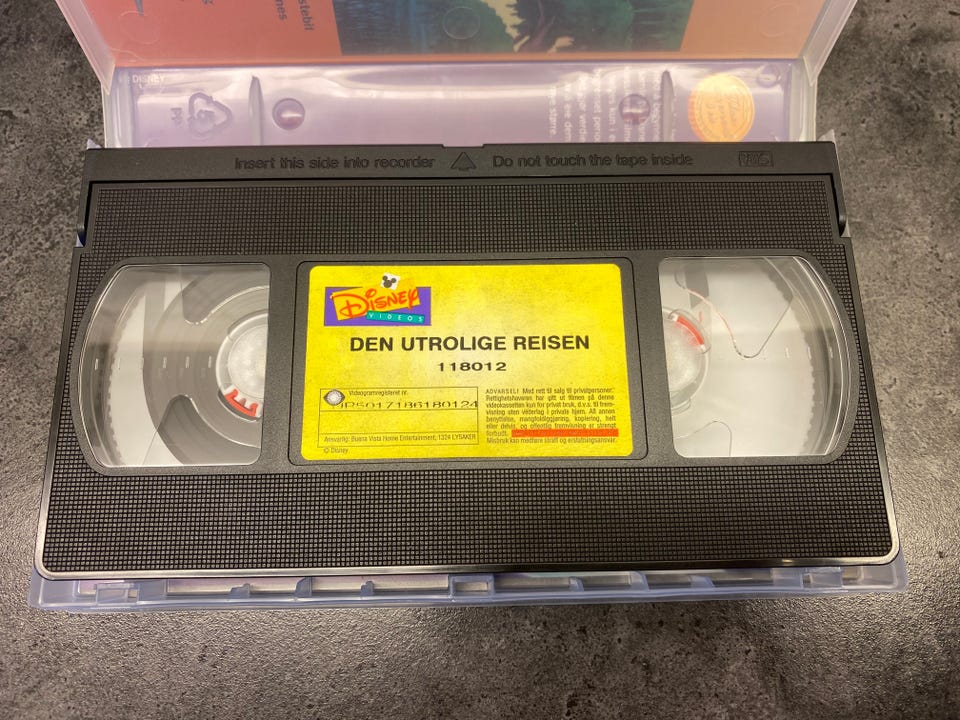 stebit
nes
DISNEY
Insert this side into recorder
Do not touch the tape inside
VHS
DISNEY
VIDEOS
DEN UTROLIGE REISEN
118012
Videogramregisteret nr.
Ansvarlig: Buena Vista Home Entertainment, 1324 LYSAKER
© Disney
ADVARSEL! Med rett til salg til privatpersoner.
Rettighetshaveren har gitt ut filmen på denne
videokassetten kun for privat bruk, d.v.s. til frem-
visning uten vederlag i private hjem. All annen
benyttelse, mangfoldiggjøring, kopiering, helt
eller delvis, og offentlig fremvisning er strengt
forbudt.
Misbruk kan medføre straff og erstatningsansvar.